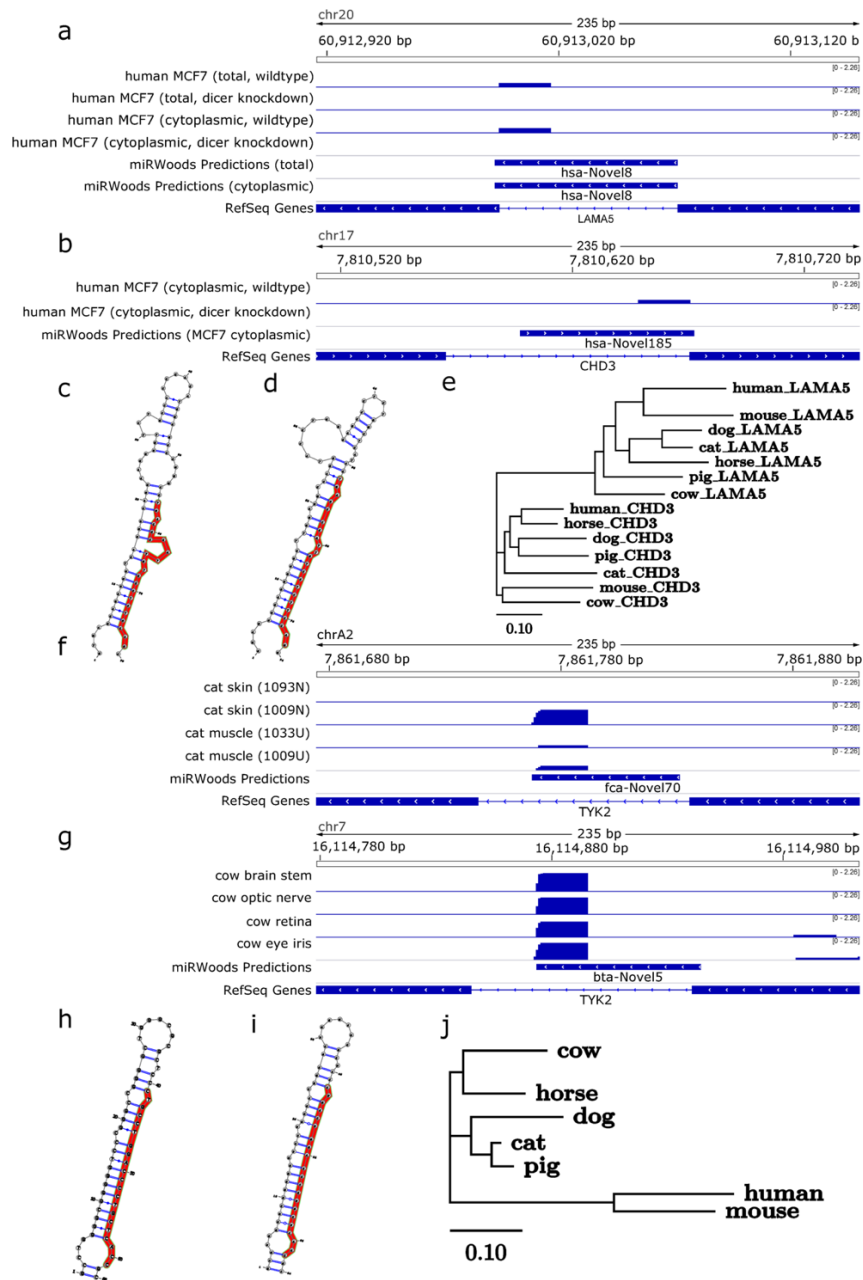 a
chr20
235 bp
60,912,920 bp 60,913,020 bp 60,913,120 bp
[0 - 2.26]
human MCF7 (total, wildtype)
[0 - 2.26]
human MCF7 (total, dicer knockdown)
[0 - 2.26]
human MCF7 (cytoplasmic, wildtype)
[0 - 2.26]
human MCF7 (cytoplasmic, dicer knockdown)
miRWoods Predictions (total)
hsa-Novel8
miRWoods Predictions (cytoplasmic)
hsa-Novel8
RefSeq Genes
LAMA5
b
chr17
235 bp
7,810,520 bp 7,810,620 bp 7,810,720 bp
[0 - 2.26]
human MCF7 (cytoplasmic, wildtype)
[0 - 2.26]
human MCF7 (cytoplasmic, dicer knockdown)
miRWoods Predictions (MCF7 cytoplasmic)
hsa-Novel185
RefSeq Genes
CHD3
c
d
e
human_LAMA5
mouse_LAMA5
dog_LAMA5
cat_LAMA5
horse_LAMA5
pig_LAMA5
cow_LAMA5
human_CHD3
horse_CHD3
dog_CHD3
pig_CHD3
cat_CHD3
mouse_CHD3
cow_CHD3
0.10
f
chrA2
235 bp
7,861,680 bp 7,861,780 bp 7,861,880 bp
[0 - 2.26]
cat skin (1093N)
[0 - 2.26]
cat skin (1009N)
[0 - 2.26]
cat muscle (1033U)
[0 - 2.26]
cat muscle (1009U)
miRWoods Predictions
fca-Novel70
RefSeq Genes
TYK2
g
chr7
235 bp
16,114,780 bp 16,114,880 bp 16,114,980 bp
[0 - 2.26]
cow brain stem
[0 - 2.26]
cow optic nerve
[0 - 2.26]
cow retina
[0 - 2.26]
cow eye iris
miRWoods Predictions
bta-Novel5
RefSeq Genes
TYK2
h
i
j
cow
horse
dog
cat
pig
human
mouse
0.10